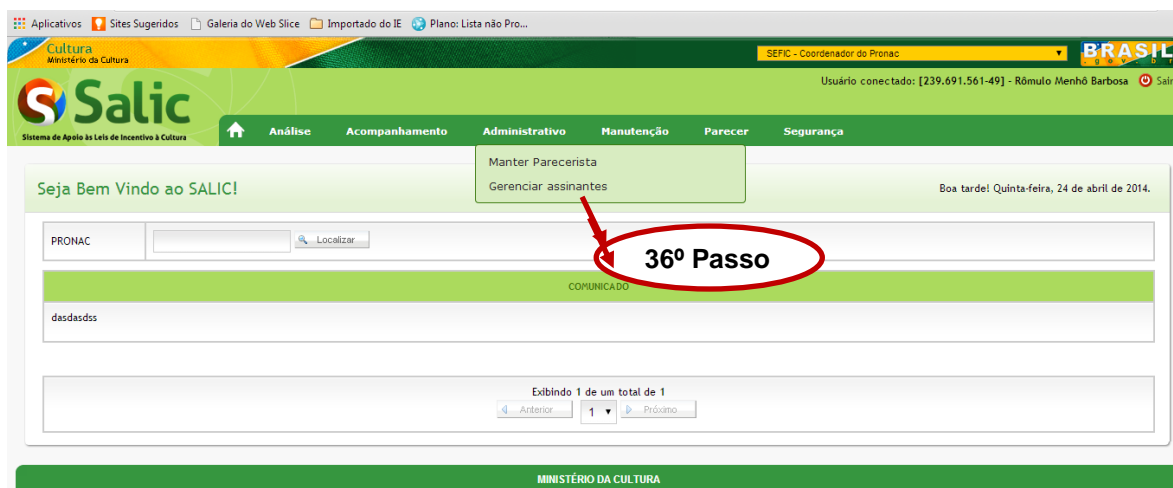 Aplicativos Sites Sugeridos Galeria do Web Slice Importado do IE Plano: Lista não Pro...
Cultura
Ministério da Cultura
SEFIC - Coordenador do Pronac
BRASIL
.gov.br
Usuário conectado: [239.691.561-49] - Rômulo Menhô Barbosa Sair
Salic
Sistema de Apoio às Leis de Incentivo à Cultura
Análise Acompanhamento Administrativo Manutenção Parecer Segurança
Manter Parecerista
Gerenciar assinantes
Seja Bem Vindo ao SALIC!
Boa tarde! Quinta-feira, 24 de abril de 2014.
PRONAC
Localizar
36º Passo
COMUNICADO
dasdasdss
Exibindo 1 de um total de 1
Anterior 1 Próximo
MINISTÉRIO DA CULTURA